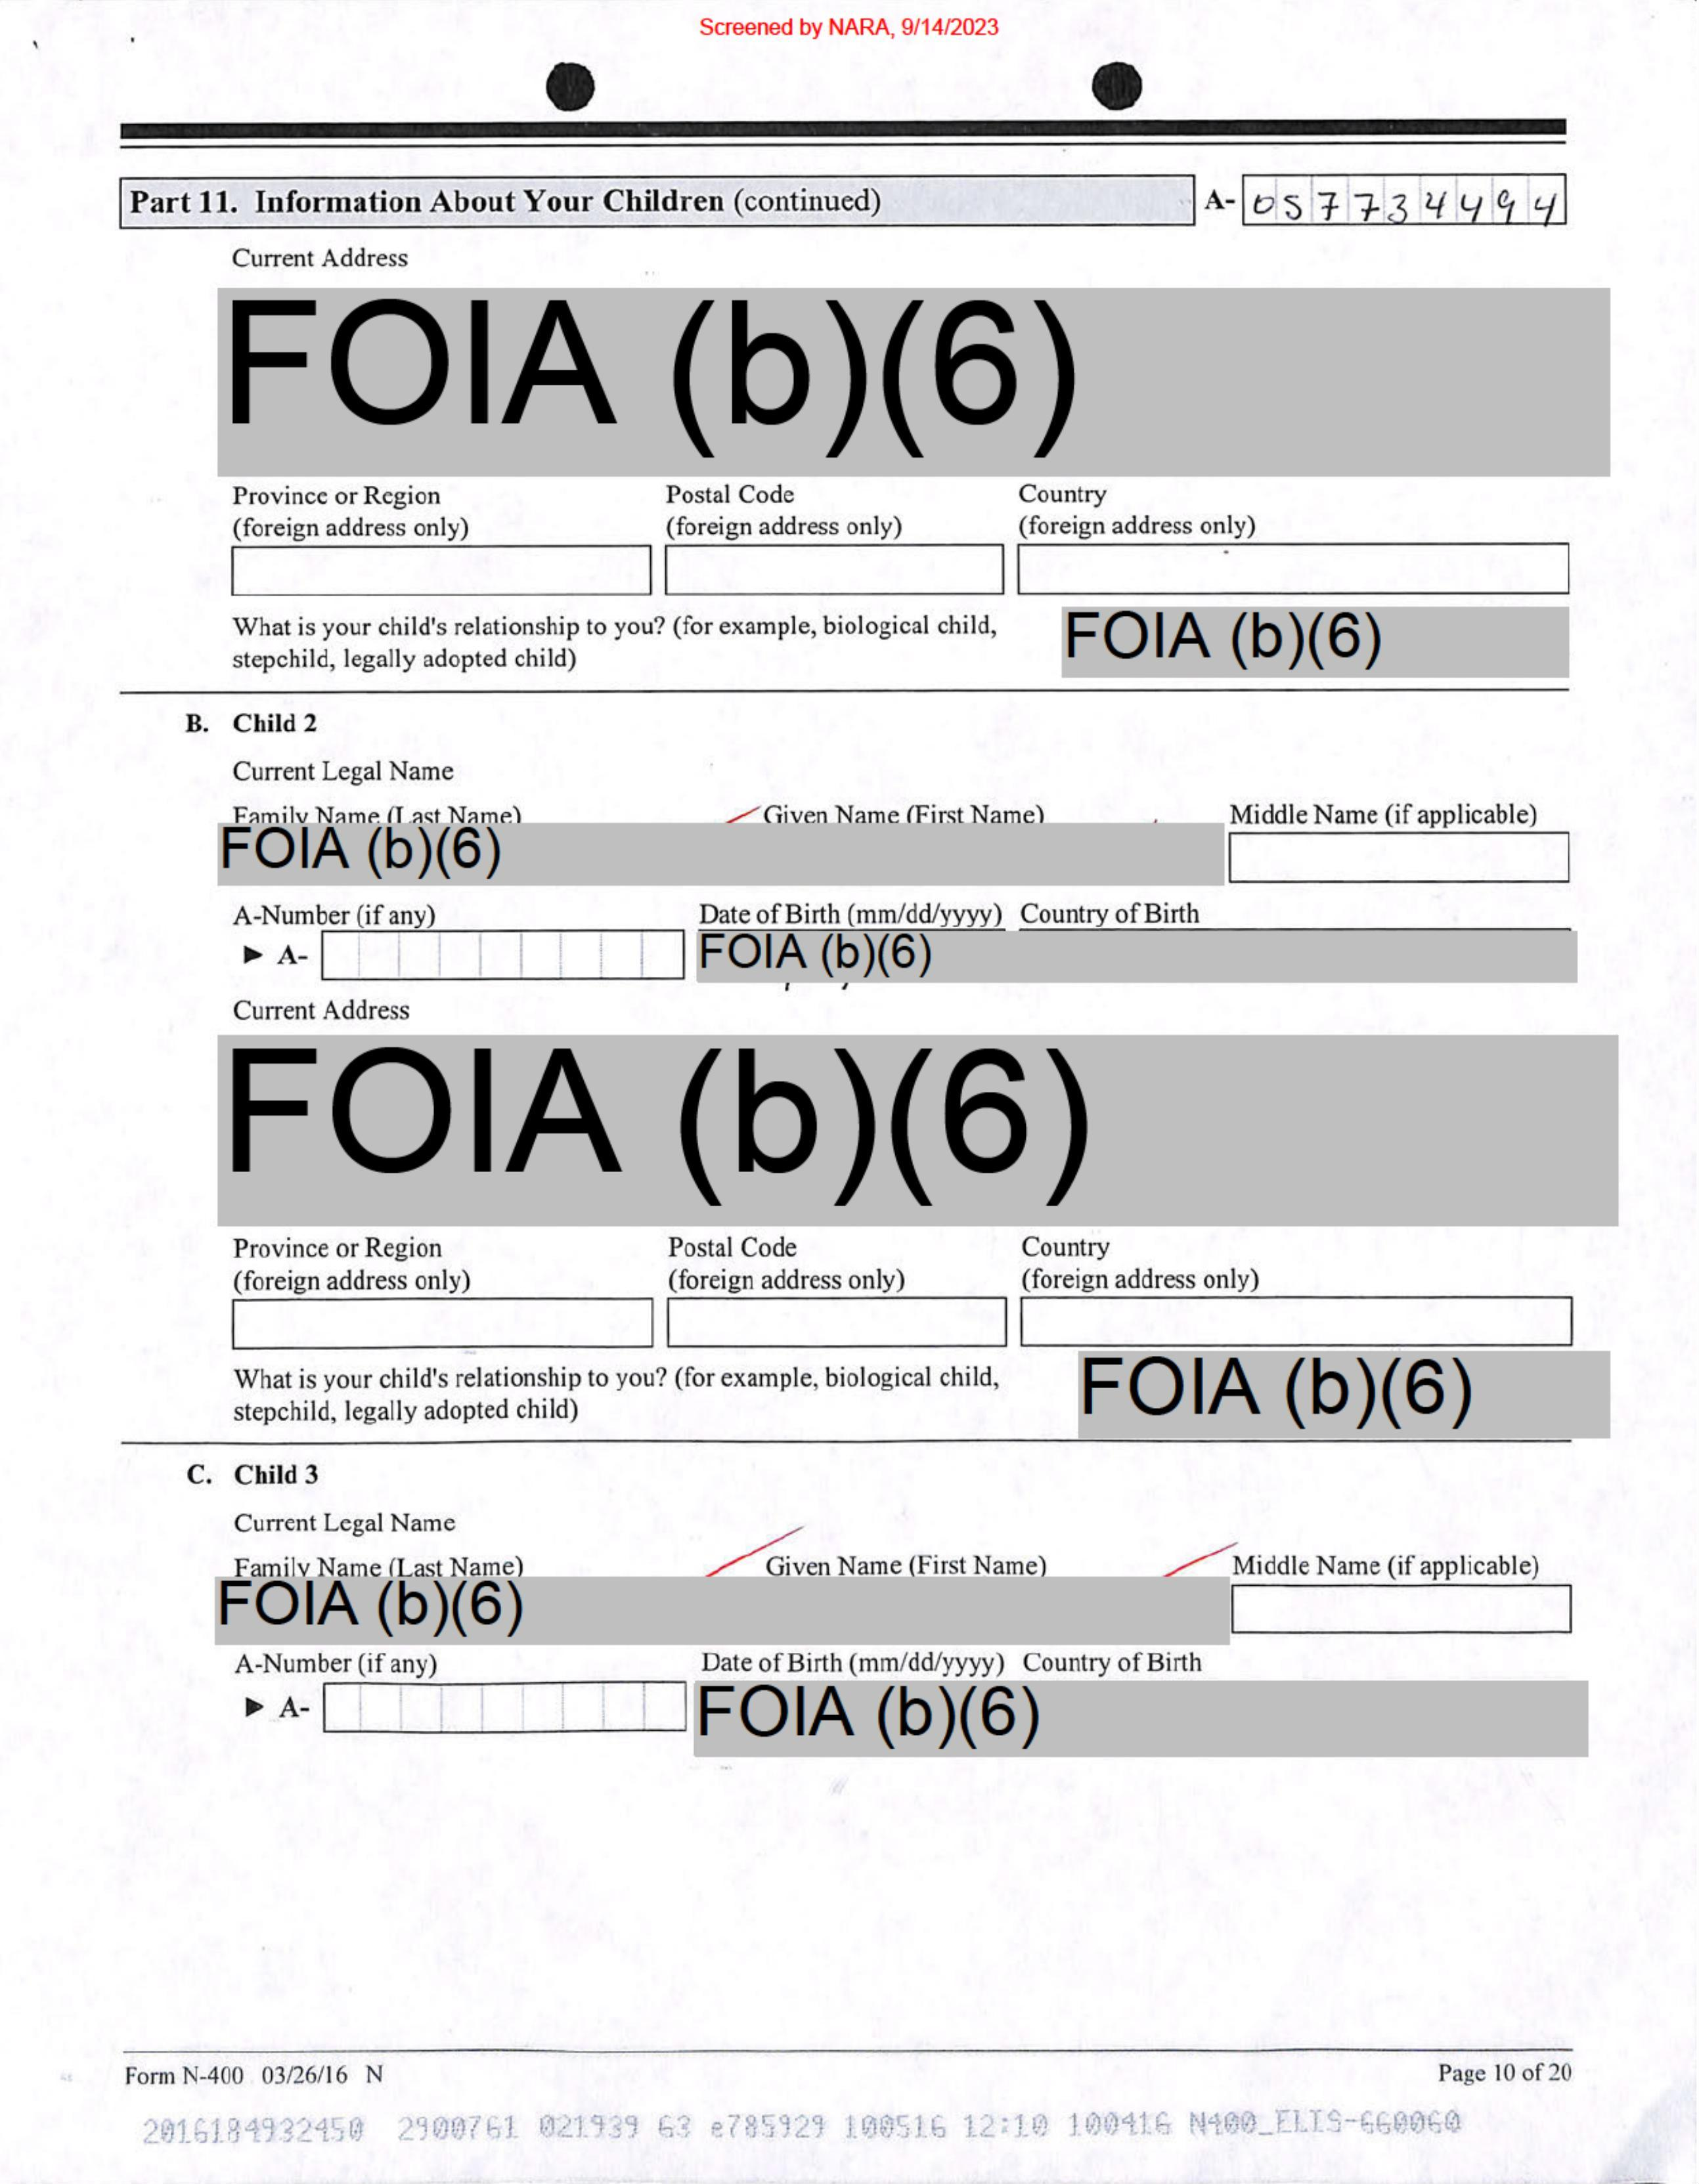 Screened by NARA, 9/14/2023
Part 11. Information About Your Children (continued)
A- 057734494
Current Address
FOIA (b)(6)
Province or Region Postal Code Country
(foreign address only) (foreign address only) (foreign address only)
What is your child's relationship to you? (for example, biological child,
stepchild, legally adopted child)
FOIA (b)(6)
B. Child 2
Current Legal Name
Family Name (Last Name) Given Name (First Name) Middle Name (if applicable)
FOIA (b)(6)
A-Number (if any) Date of Birth (mm/dd/yyyy) Country of Birth
► A- FOIA (b)(6)
Current Address
FOIA (b)(6)
Province or Region Postal Code Country
(foreign address only) (foreign address only) (foreign address only)
What is your child's relationship to you? (for example, biological child,
stepchild, legally adopted child)
FOIA (b)(6)
C. Child 3
Current Legal Name
Family Name (Last Name) Given Name (First Name) Middle Name (if applicable)
FOIA (b)(6)
A-Number (if any) Date of Birth (mm/dd/yyyy) Country of Birth
► A- FOIA (b)(6)
Form N-400 03/26/16 N Page 10 of 20
2016184932450 2900761 021939 63 e785929 100516 12:10 100416 N400_ELIS-660060